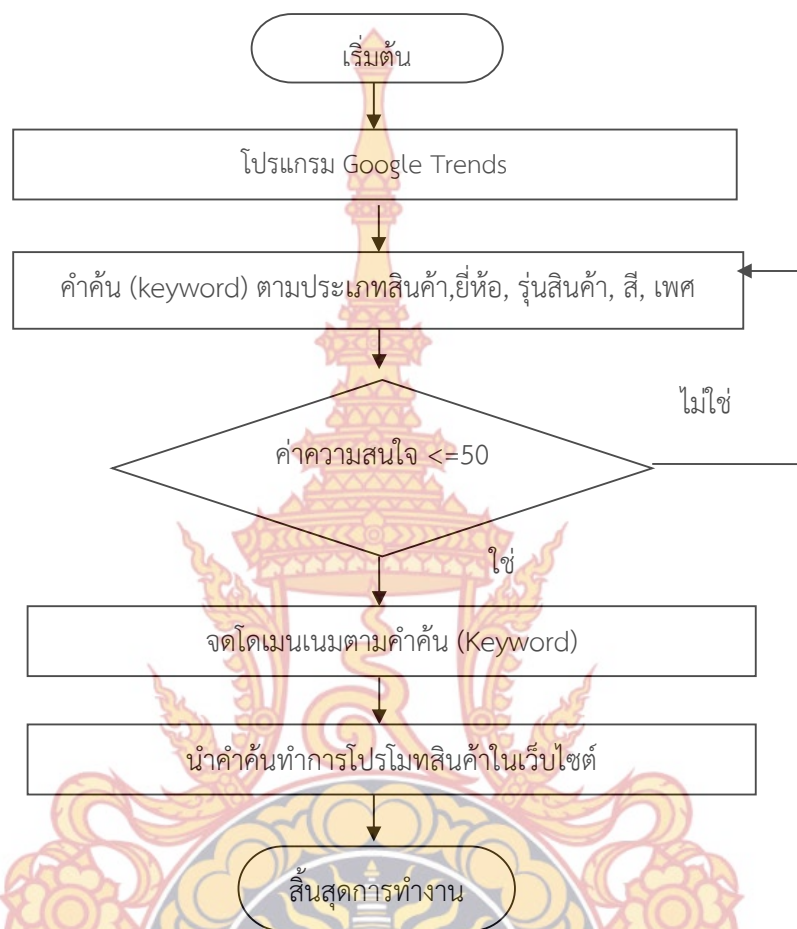 เริ่มต้น
โปรแกรม Google Trends
คำค้น (keyword) ตามประเภทสินค้า,ยี่ห้อ, รุ่นสินค้า, สี, เพศ
ไม่ใช่
ค่าความสนใจ <=50
ใช่
จดโดเมนเนมตามคำค้น (Keyword)
นำคำค้นทำการโปรโมทสินค้าในเว็บไซต์
สิ้นสุดการทำงาน